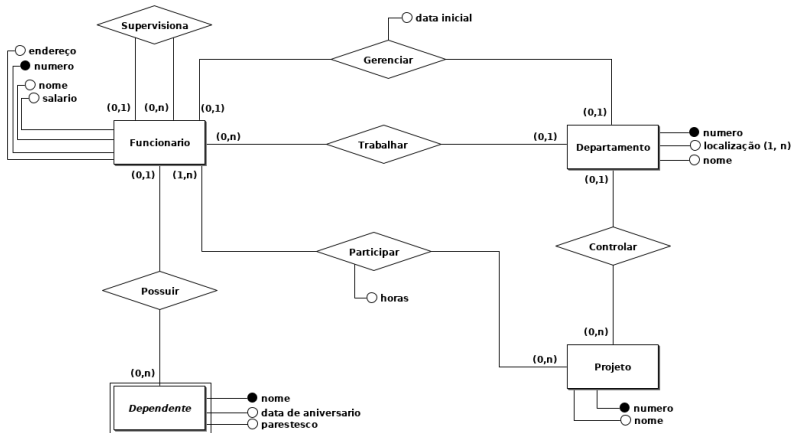 Supervisiona
data inicial
endereço
numero
nome
salario
Gerenciar
(0,1) (0,n) (0,1)
(0,1)
Funcionario
(0,n)
Trabalhar
(0,1)
Departamento
numero
localização (1, n)
nome
(0,1) (1,n)
(0,1)
Participar
Controlar
Possuir
horas
(0,n)
(0,n)
(0,n)
Projeto
Dependente
nome
data de aniversario
parestesco
numero
nome